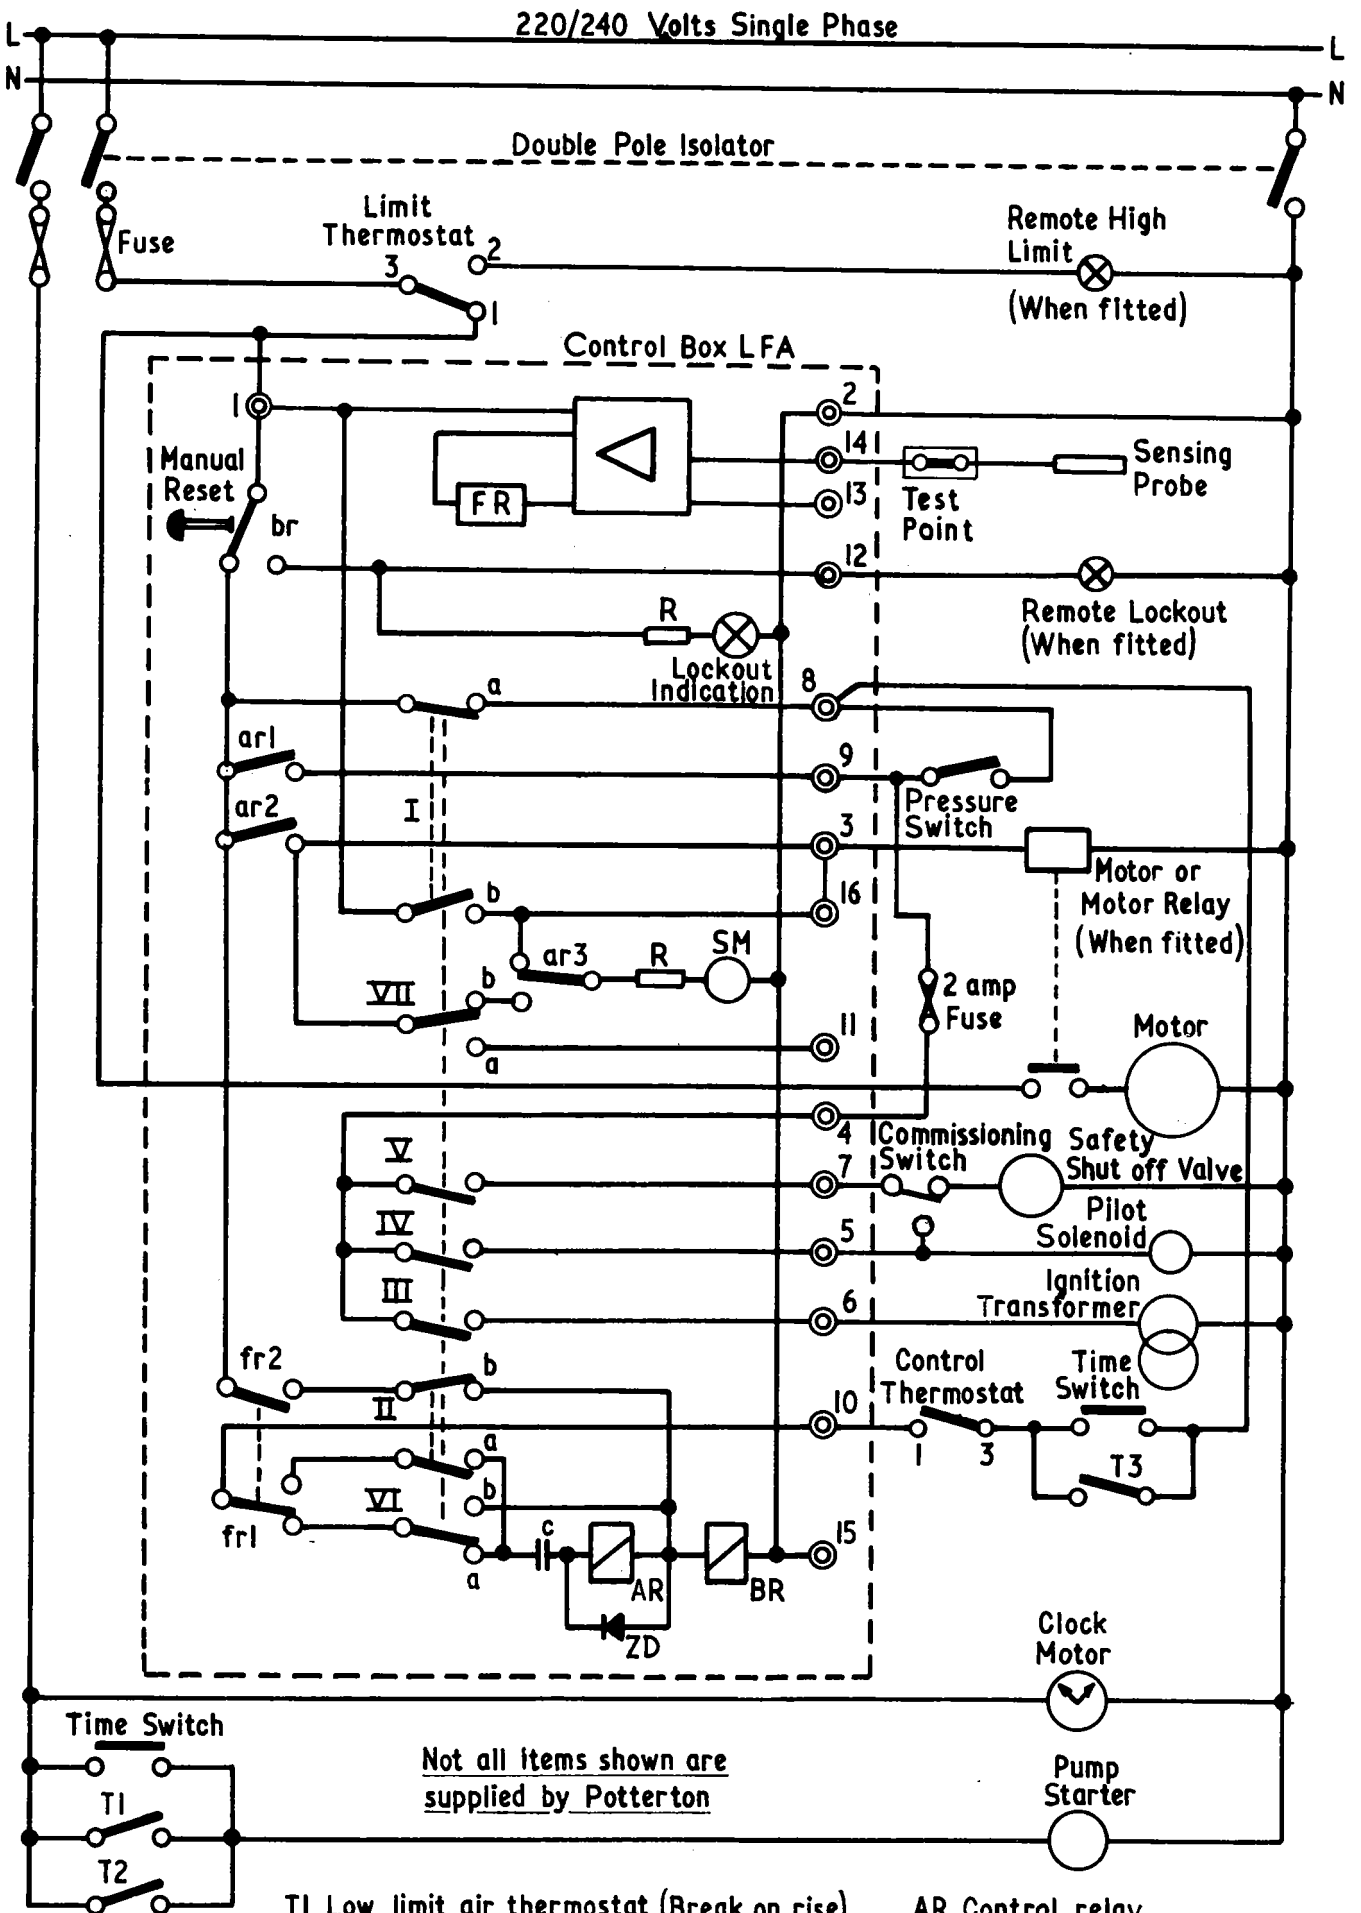 220/240 Volts Single Phase
L
L
N
N
Double Pole Isolator
Fuse
Limit
Thermostat
3
2
1
Remote High
Limit
(When fitted)
Control Box LFA
1
2
Manual
Reset
br
FR
14
13
Test
Point
Sensing
Probe
12
R
Lockout
Indication
Remote Lockout
(When fitted)
a
8
ar1
9
I
Pressure
Switch
ar2
3
Motor or
Motor Relay
(When fitted)
b
16
ar3
R
SM
VII
b
a
11
2 amp
Fuse
Motor
4
V
7
Commissioning
Switch
Safety
Shut off Valve
IV
5
Pilot
Solenoid
III
6
Ignition
Transformer
fr2
II
b
10
Control
Thermostat
1
3
Time
Switch
T3
a
fr1
VI
b
a
c
AR
BR
ZD
15
Clock
Motor
Time Switch
T1
T2
Not all items shown are
supplied by Potterton
Pump
Starter
T1 Low limit air thermostat (Break on rise)
AR Control relay